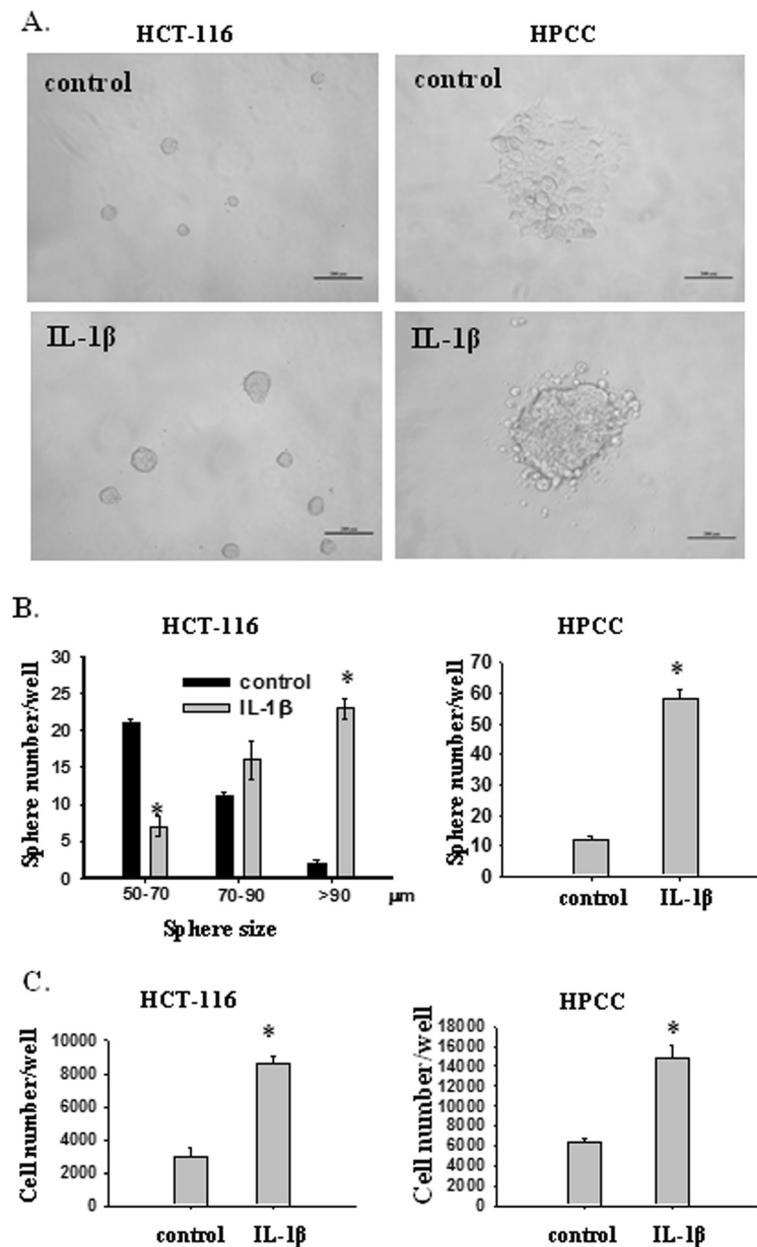 A.
HCT-116
HPCC
control
control
IL-1β
IL-1β
B.
HCT-116
HPCC
Sphere number/well
30
25
20
15
10
5
0
control
IL-1β
*
*
50-70
70-90
>90
μm
Sphere size
Sphere number/well
70
60
50
40
30
20
10
0
*
control
IL-1β
C.
HCT-116
HPCC
Cell number/well
10000
8000
6000
4000
2000
0
*
control
IL-1β
Cell number/well
18000
16000
14000
12000
10000
8000
6000
4000
2000
0
*
control
IL-1β